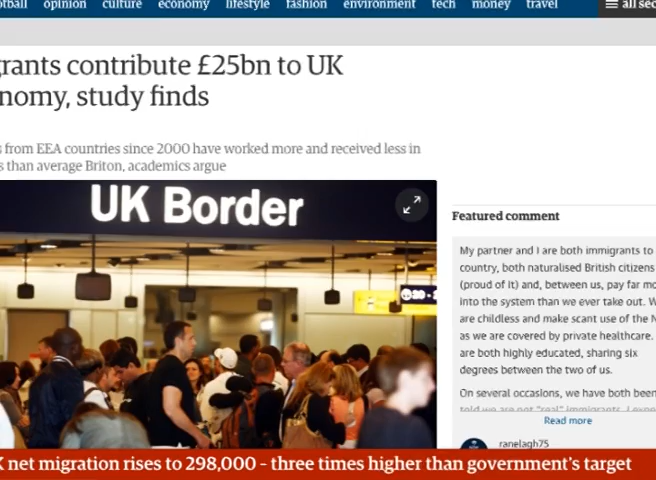 opinion culture economy lifestyle fashion environment tech money travel all
contribute £25bn to UK
study finds
from EEA countries since 2000 have worked more and received less in
than average Briton, academics argue
UK Border
Featured comment
My partner and I are both immigrants to
country, both naturalised British citizens
(proud of it) and, between us, pay far
into the system than we ever take out.
are childless and make scant use of the
as we are covered by private healthcare.
are both highly educated, sharing six
degrees between the two of us.
On several occasions, we have both been
told we are not "real" immigrants. I
Read more
ranelagh75
net migration rises to 298,000 - three times higher than government's target